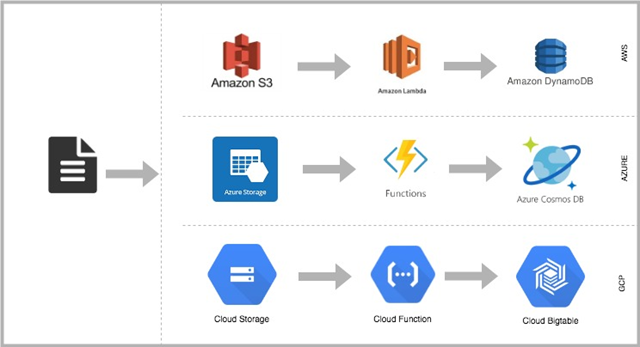 Amazon S3
Amazon Lambda
Amazon DynamoDB
AWS
Azure Storage
Functions
Azure Cosmos DB
AZURE
Cloud Storage
Cloud Function
Cloud Bigtable
GCP